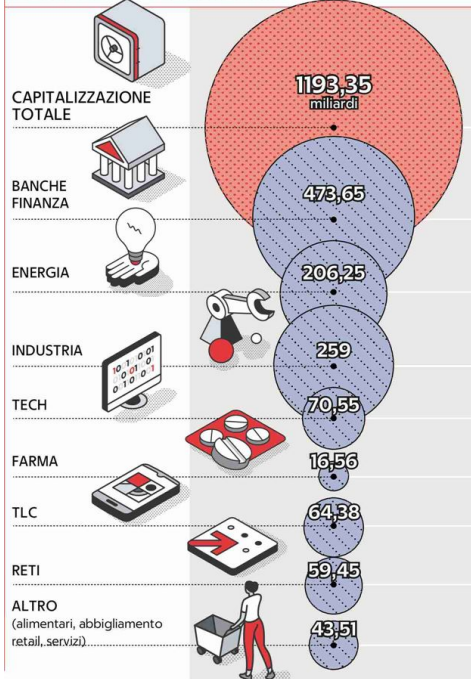 CAPITALIZZAZIONE
TOTALE
1193,35
miliardi
BANCHE
FINANZA
473,65
ENERGIA
206,25
INDUSTRIA
259
TECH
70,55
FARMA
16,56
TLC
64,38
RETI
59,45
ALTRO
(alimentari, abbigliamento
retail, servizi)
43,51